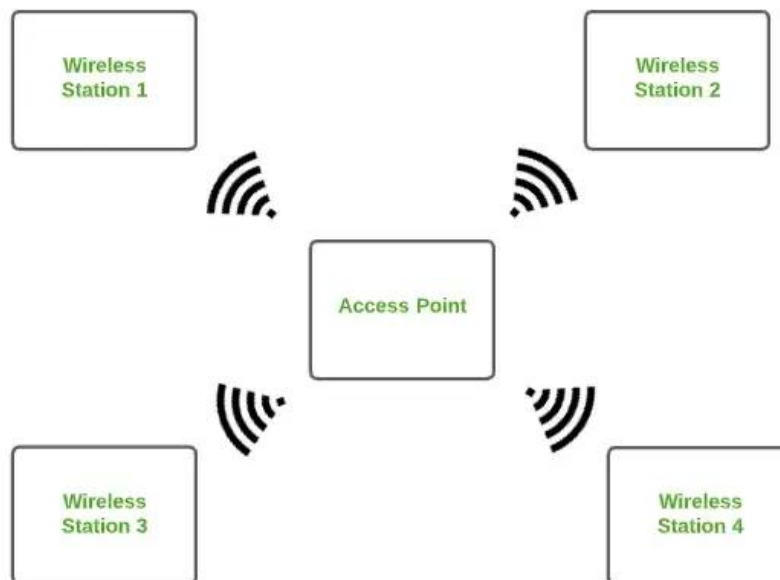 Wireless
Station 1
Wireless
Station 2
Access Point
Wireless
Station 3
Wireless
Station 4